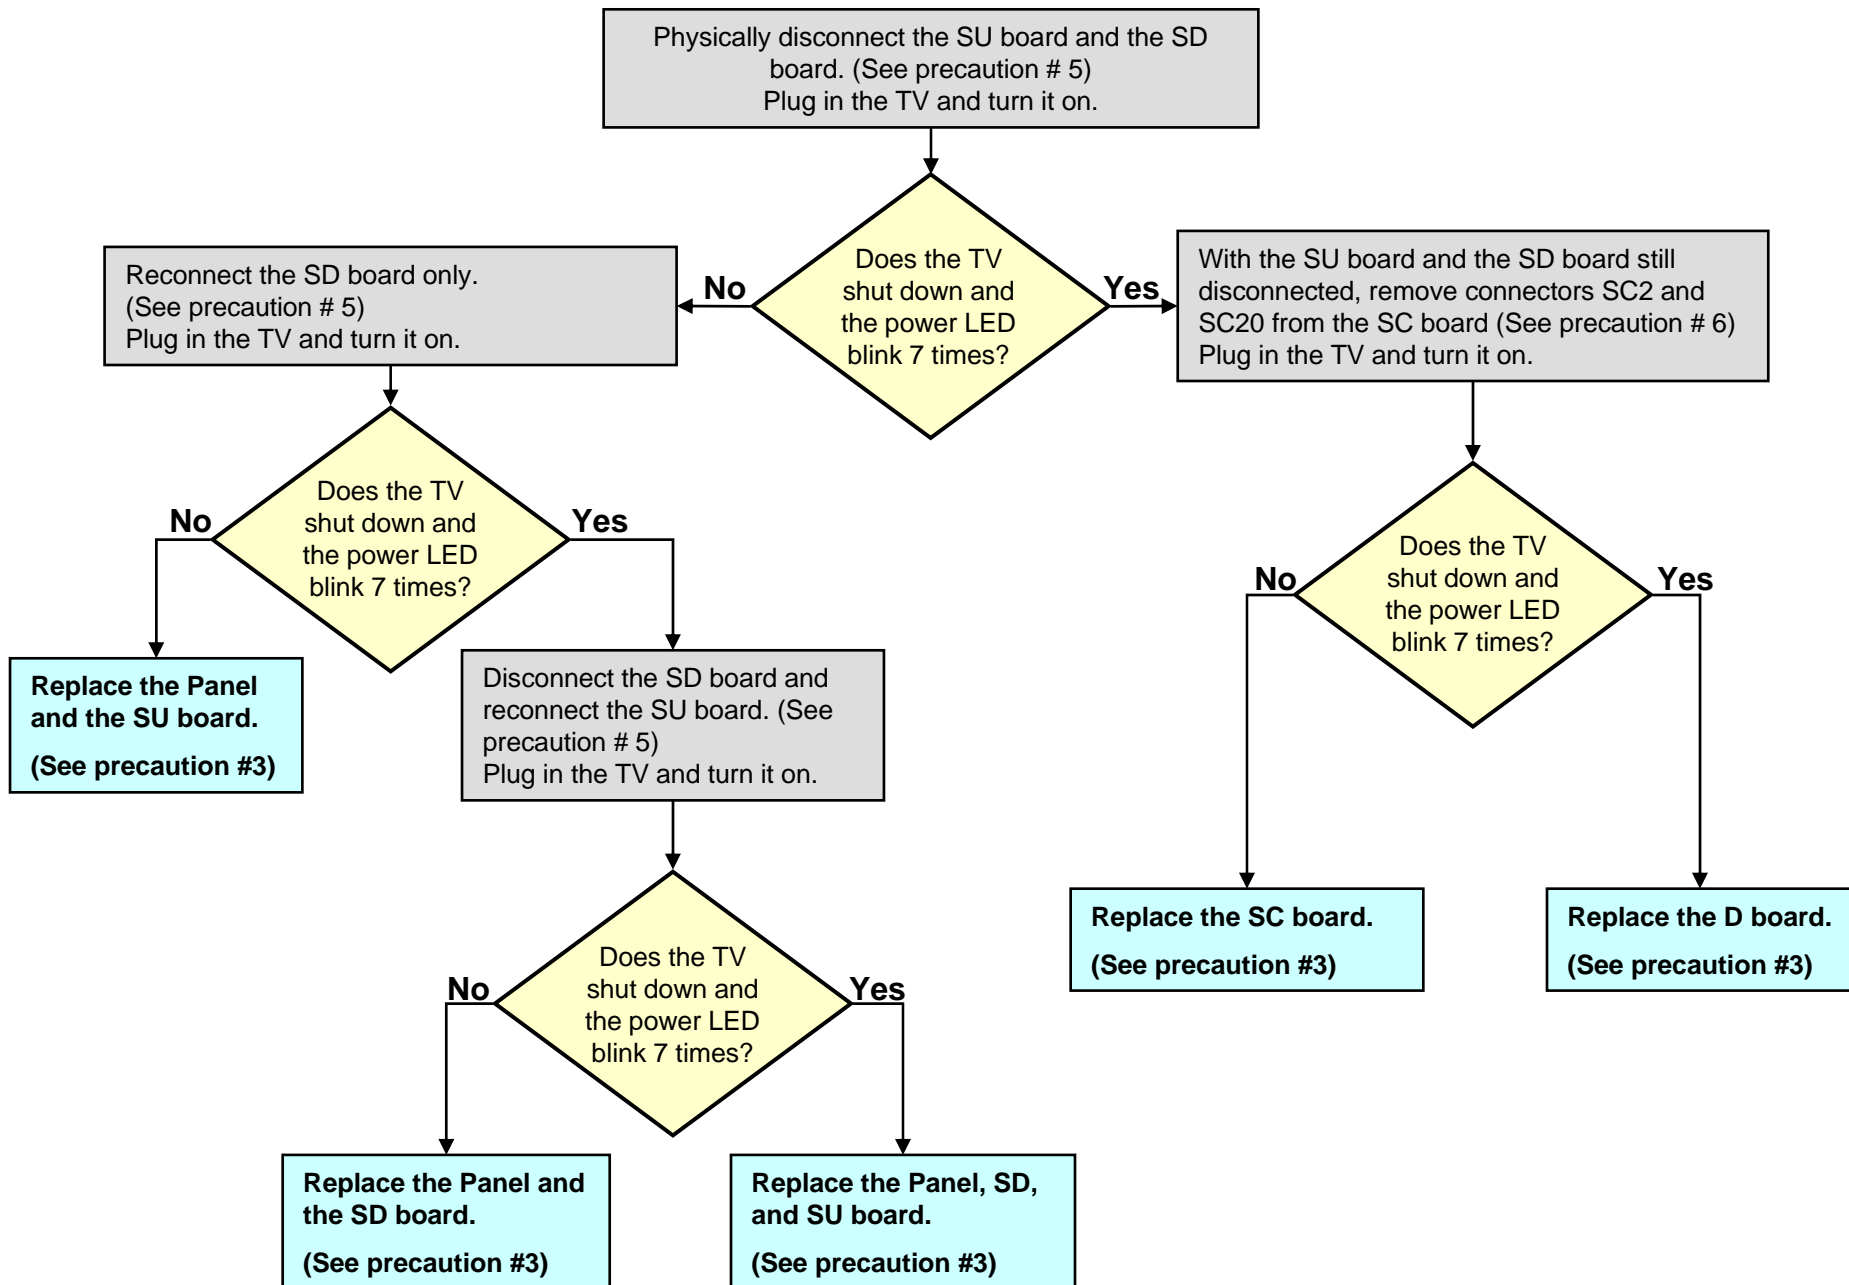 Physically disconnect the SU board and the SD
board. (See precaution # 5)
Plug in the TV and turn it on.
Does the TV
shut down and
the power LED
blink 7 times?
No
Yes
Reconnect the SD board only.
(See precaution # 5)
Plug in the TV and turn it on.
With the SU board and the SD board still
disconnected, remove connectors SC2 and
SC20 from the SC board (See precaution # 6)
Plug in the TV and turn it on.
Does the TV
shut down and
the power LED
blink 7 times?
No
Yes
Does the TV
shut down and
the power LED
blink 7 times?
No
Yes
Replace the Panel
and the SU board.
(See precaution #3)
Disconnect the SD board and
reconnect the SU board. (See
precaution # 5)
Plug in the TV and turn it on.
Replace the SC board.
(See precaution #3)
Replace the D board.
(See precaution #3)
Does the TV
shut down and
the power LED
blink 7 times?
No
Yes
Replace the Panel and
the SD board.
(See precaution #3)
Replace the Panel, SD,
and SU board.
(See precaution #3)